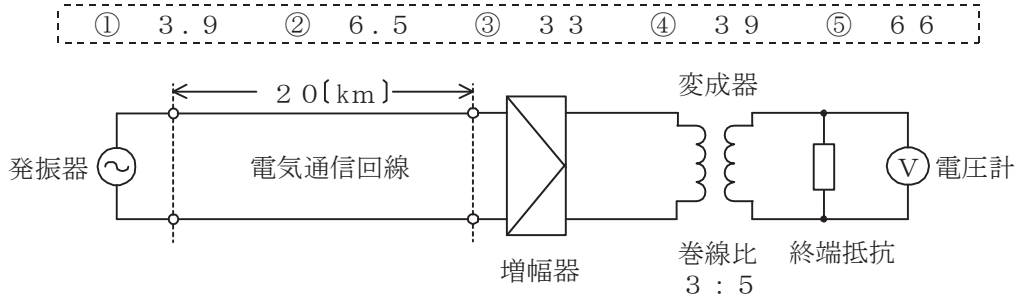 ① 3.9 ② 6.5 ③ 33 ④ 39 ⑤ 66
20〔km〕
変成器
発振器
電気通信回線
V
電圧計
増幅器
巻線比
3:5
終端抵抗